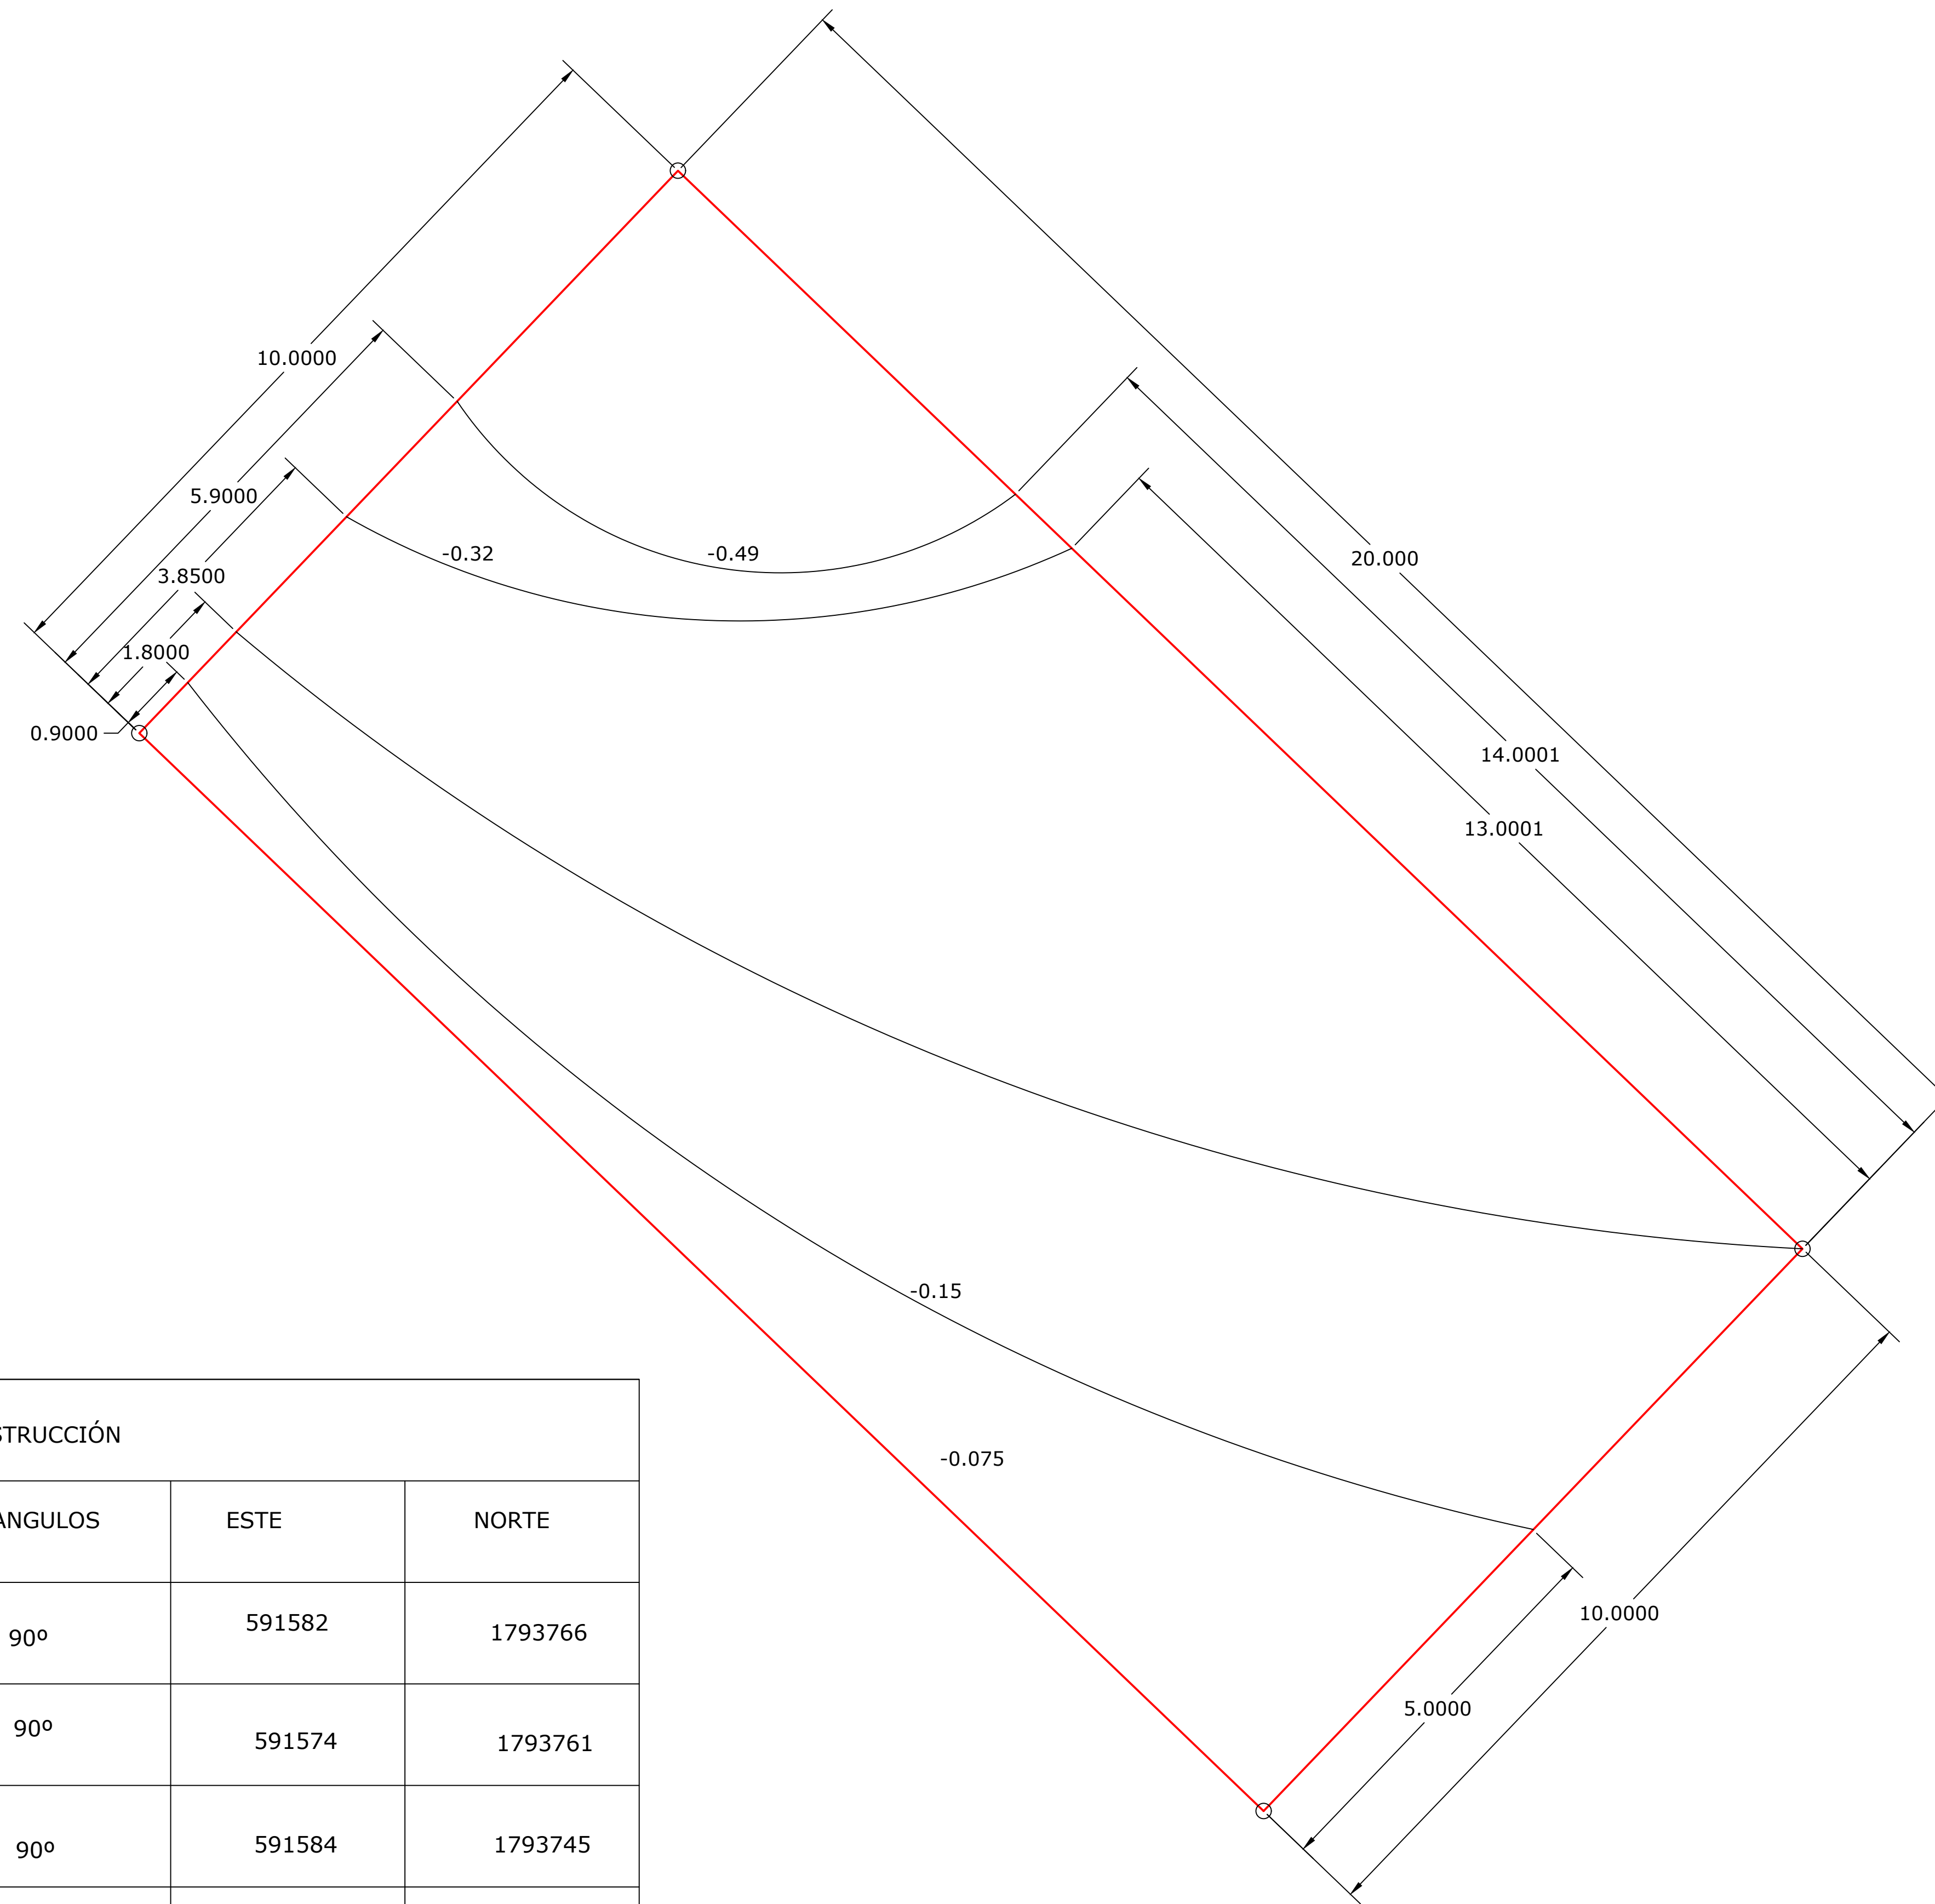 10.0000
5.9000
-0.32
-0.49
20.000
3.8500
1.8000
0.9000
14.0001
13.0001
-0.15
-0.075
10.0000
5.0000
STRUCCIÓN
ANGULOS ESTE NORTE
90º 591582 1793766
90º 591574 1793761
90º 591584 1793745